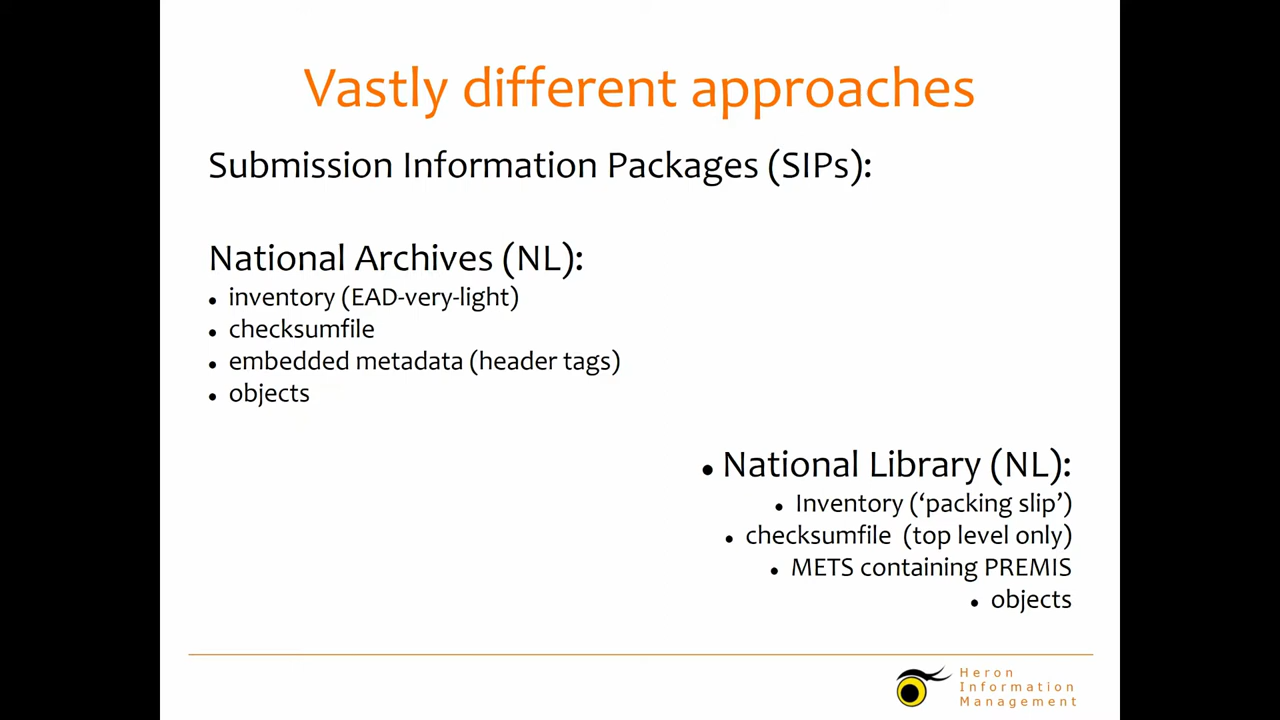 Vastly different approaches
Submission Information Packages (SIPs):
National Archives (NL):
• inventory (EAD-very-light)
• checksumfile
• embedded metadata (header tags)
• objects
• National Library (NL):
• Inventory (‘packing slip’)
• checksumfile (top level only)
• METS containing PREMIS
• objects
Heron
Information
Management